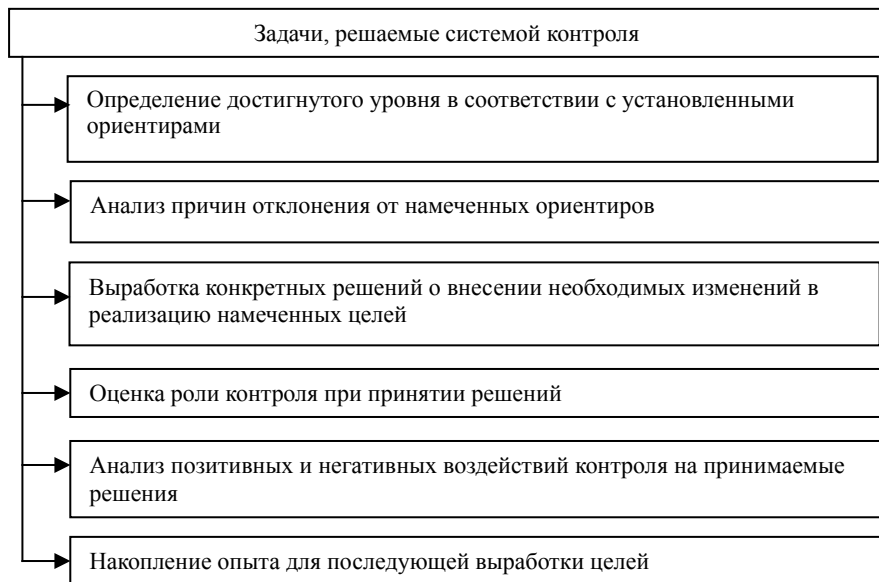 Задачи, решаемые системой контроля
Определение достигнутого уровня в соответствии с установленными
ориентирами
Анализ причин отклонения от намеченных ориентиров
Выработка конкретных решений о внесении необходимых изменений в
реализацию намеченных целей
Оценка роли контроля при принятии решений
Анализ позитивных и негативных воздействий контроля на принимаемые
решения
Накопление опыта для последующей выработки целей